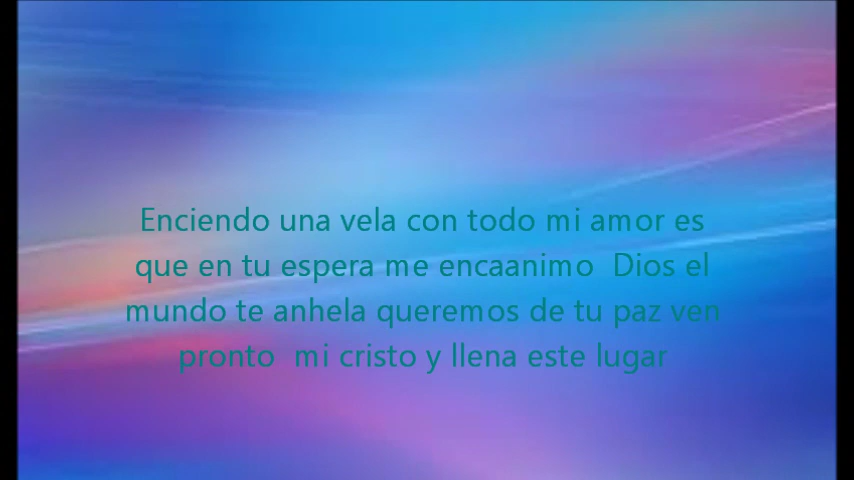 Enciendo una vela con todo mi amor es
que en tu espera me encaanimo Dios el
mundo te anhela queremos de tu paz ven
pronto mi cristo y llena este lugar